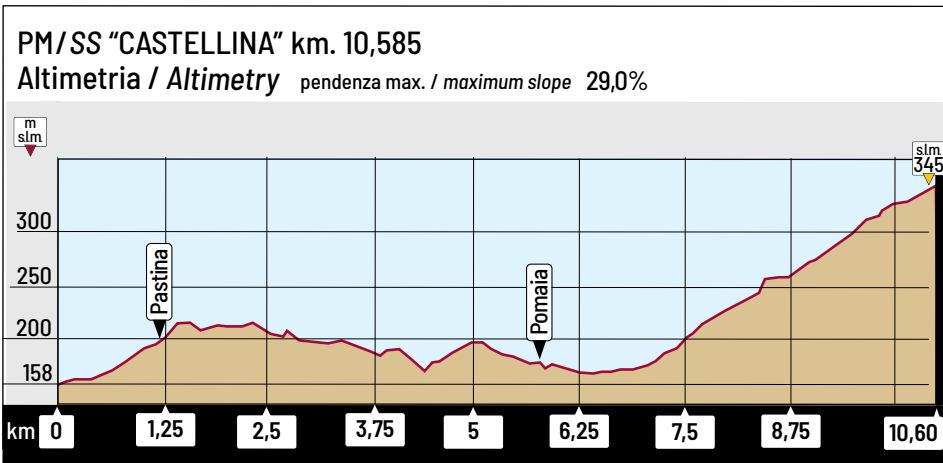 PM/SS “CASTELLINA” km. 10,585
Altimetria / Altimetry pendenza max. / maximum slope 29,0%
m
s.l.m.
s.l.m.
345
300
250
200
158
Pastina
Pomaia
km 0 1,25 2,5 3,75 5 6,25 7,5 8,75 10,60